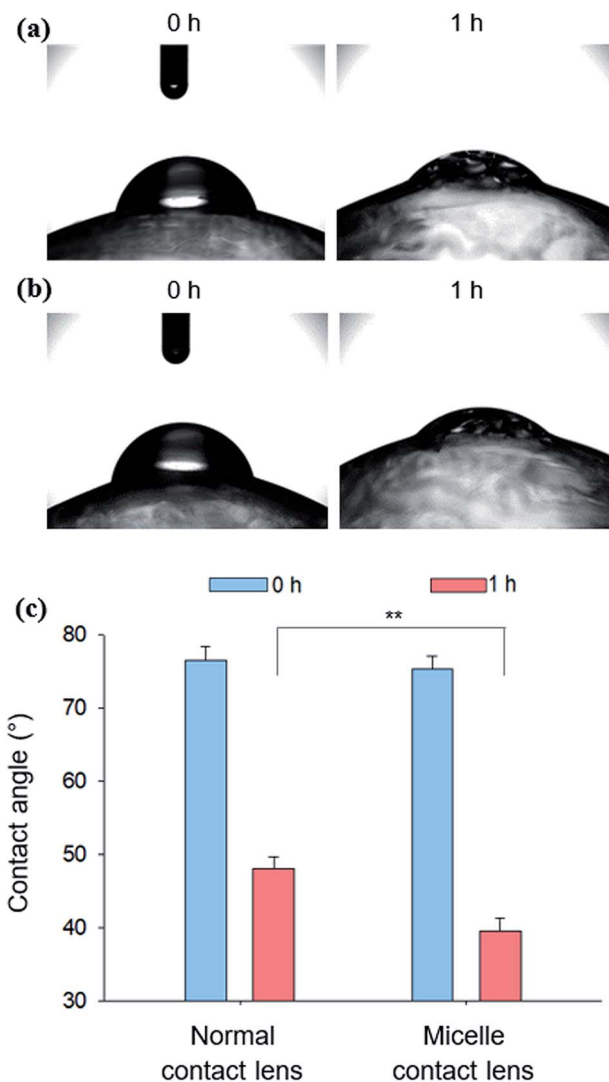 (a)
0 h
1 h
(b)
0 h
1 h
(c)
0 h
1 h
Contact angle (°)
80
70
60
50
40
30
**
Normal
contact lens
Micelle
contact lens